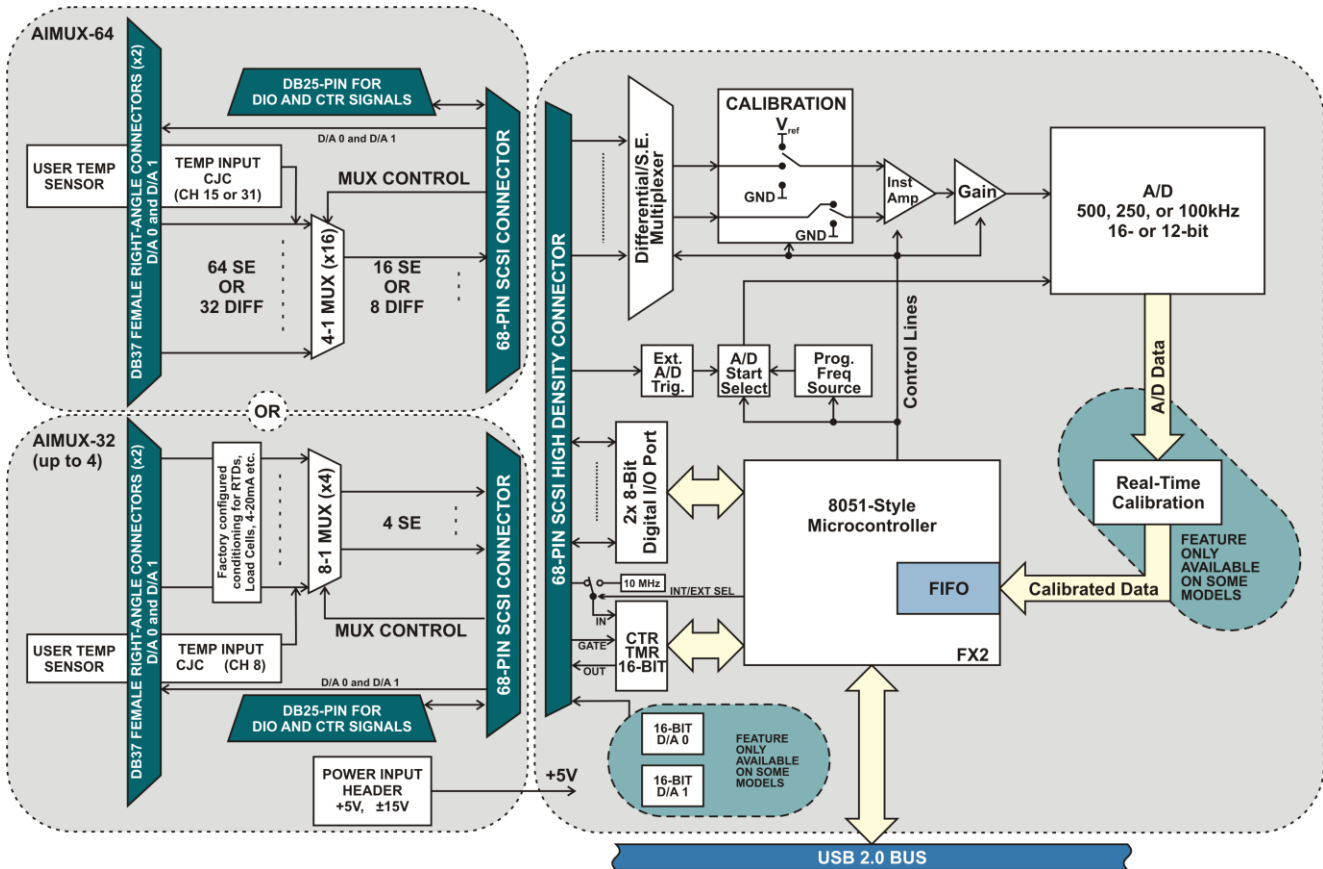 AIMUX-64
DB37 FEMALE RIGHT-ANGLE CONNECTORS (x2)
D/A 0 and D/A 1
DB25-PIN FOR
DIO AND CTR SIGNALS
D/A 0 and D/A 1
USER TEMP
SENSOR
TEMP INPUT
CJC
(CH 15 or 31)
MUX CONTROL
64 SE
OR
32 DIFF
4-1 MUX (x16)
16 SE
OR
8 DIFF
68-PIN SCSI CONNECTOR
OR
AIMUX-32
(up to 4)
DB37 FEMALE RIGHT-ANGLE CONNECTORS (x2)
D/A 0 and D/A 1
Factory configured
conditioning for RTDs,
Load Cells, 4-20mA etc.
8-1 MUX (x4)
4 SE
68-PIN SCSI CONNECTOR
MUX CONTROL
USER TEMP
SENSOR
TEMP INPUT
CJC (CH 8)
D/A 0 and D/A 1
DB25-PIN FOR
DIO AND CTR SIGNALS
POWER INPUT
HEADER
+5V, ±15V
+5V
68-PIN SCSI HIGH DENSITY CONNECTOR
Differential/S.E.
Multiplexer
CALIBRATION
Vref
GND
GND
Inst
Amp
Gain
A/D
500, 250, or 100kHz
16- or 12-bit
Ext.
A/D
Trig.
A/D
Start
Select
Prog.
Freq
Source
Control Lines
A/D Data
Real-Time
Calibration
FEATURE
ONLY
AVAILABLE
ON SOME
MODELS
Calibrated Data
2x 8-Bit
Digital I/O Port
8051-Style
Microcontroller
FIFO
FX2
10 MHz
INT/EXT SEL
IN
GATE
OUT
CTR
TMR
16-BIT
16-BIT
D/A 0
16-BIT
D/A 1
FEATURE
ONLY
AVAILABLE
ON SOME
MODELS
USB 2.0 BUS